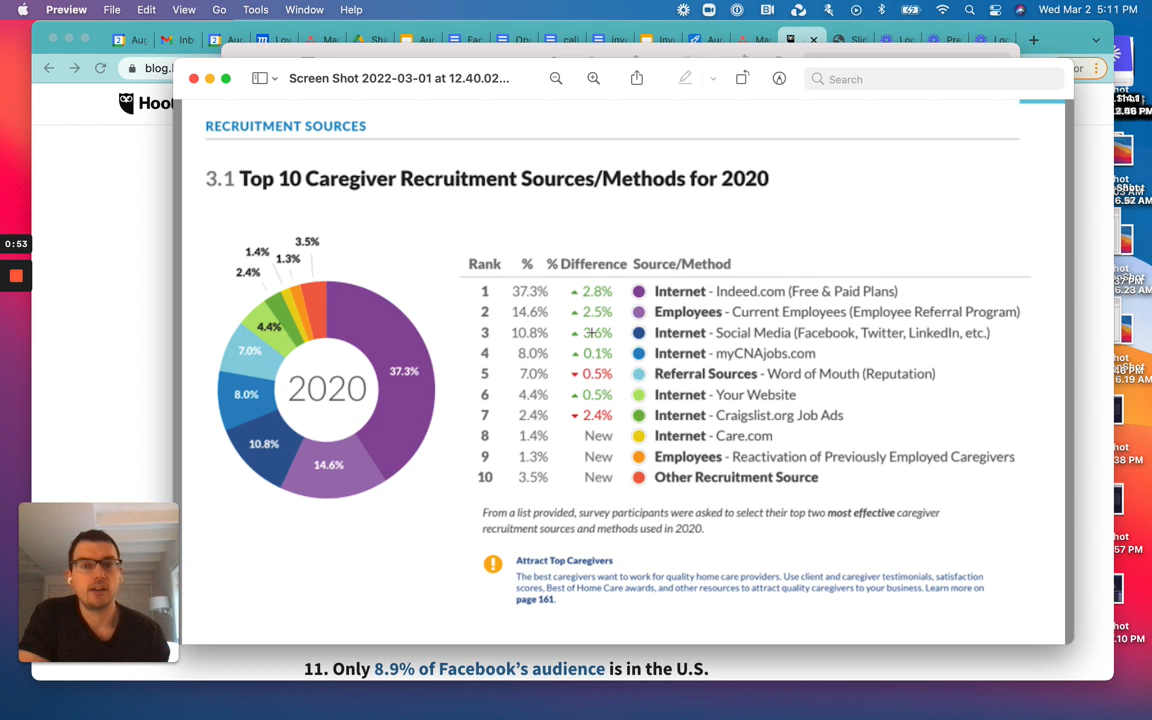 Preview File Edit View Go Tools Window Help Wed Mar 2 5:11 PM
blog.
Screen Shot 2022-03-01 at 12.40.02...
Search
RECRUITMENT SOURCES
3.1 Top 10 Caregiver Recruitment Sources/Methods for 2020
3.5%
1.4%
1.3%
2.4%
4.4%
7.0%
8.0%
10.8%
14.6%
37.3%
2020
Rank % % Difference Source/Method
1 37.3% 2.8% Internet - Indeed.com (Free & Paid Plans)
2 14.6% 2.5% Employees - Current Employees (Employee Referral Program)
3 10.8% 3.6% Internet - Social Media (Facebook, Twitter, LinkedIn, etc.)
4 8.0% 0.1% Internet - myCNAjobs.com
5 7.0% 0.5% Referral Sources - Word of Mouth (Reputation)
6 4.4% 0.5% Internet - Your Website
7 2.4% 2.4% Internet - Craigslist.org Job Ads
8 1.4% New Internet - Care.com
9 1.3% New Employees - Reactivation of Previously Employed Caregivers
10 3.5% New Other Recruitment Source
From a list provided, survey participants were asked to select their top two most effective caregiver
recruitment sources and methods used in 2020.
Attract Top Caregivers
The best caregivers want to work for quality home care providers. Use client and caregiver testimonials, satisfaction
scores, Best of Home Care awards, and other resources to attract quality caregivers to your business. Learn more on
page 161.
0:53
11. Only 8.9% of Facebook's audience is in the U.S.